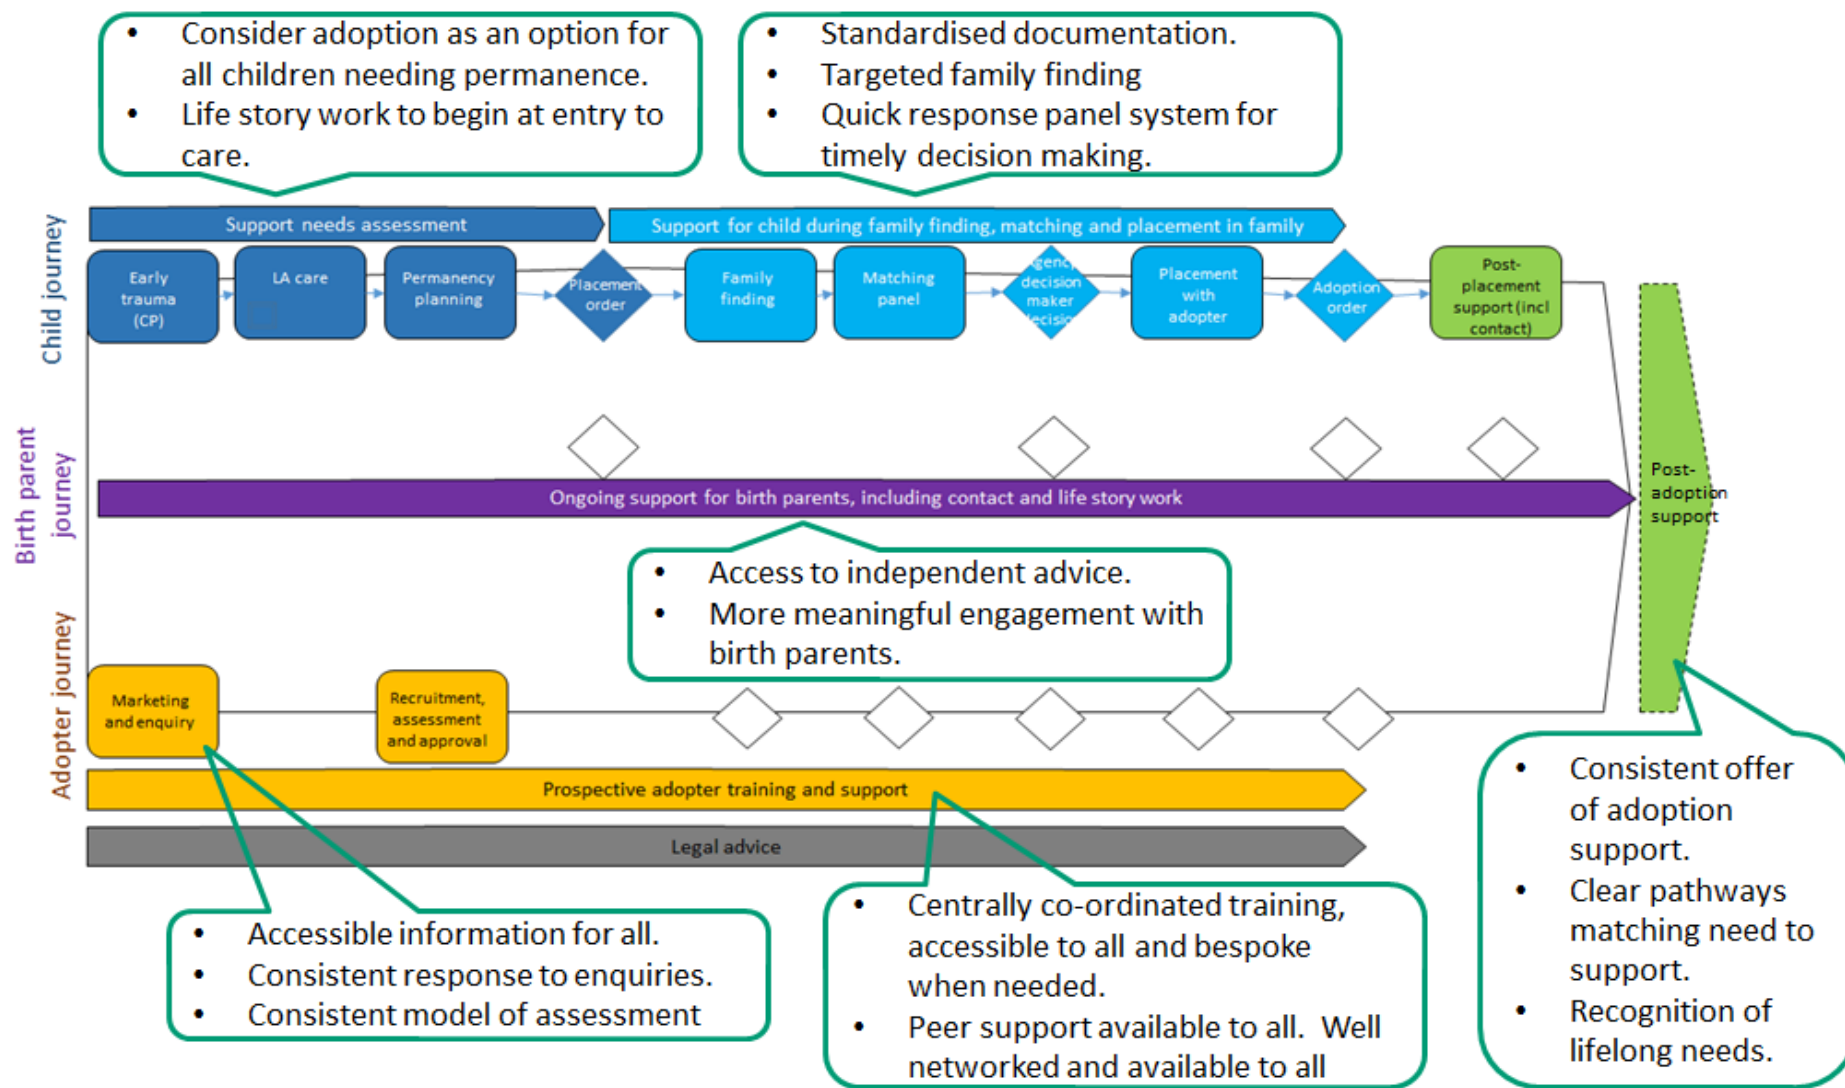 • Consider adoption as an option for
all children needing permanence.
• Life story work to begin at entry to
care.
• Standardised documentation.
• Targeted family finding
• Quick response panel system for
timely decision making.
Child journey
Support needs assessment
Support for child during family finding, matching and placement in family
Early
trauma
(CP)
LA care
Permanency
planning
Placement
order
Family
finding
Matching
panel
decision
maker
Placement
with
adopter
Adoption
order
Post-
placement
support (incl
contact)
Birth parent
journey
Ongoing support for birth parents, including contact and life story work
Post-
adoption
support
• Access to independent advice.
• More meaningful engagement with
birth parents.
Adopter journey
Marketing
and enquiry
Recruitment,
assessment
and approval
Prospective adopter training and support
Legal advice
• Accessible information for all.
• Consistent response to enquiries.
• Consistent model of assessment
• Centrally co-ordinated training,
accessible to all and bespoke
when needed.
• Peer support available to all. Well
networked and available to all
• Consistent offer
of adoption
support.
• Clear pathways
matching need to
support.
• Recognition of
lifelong needs.